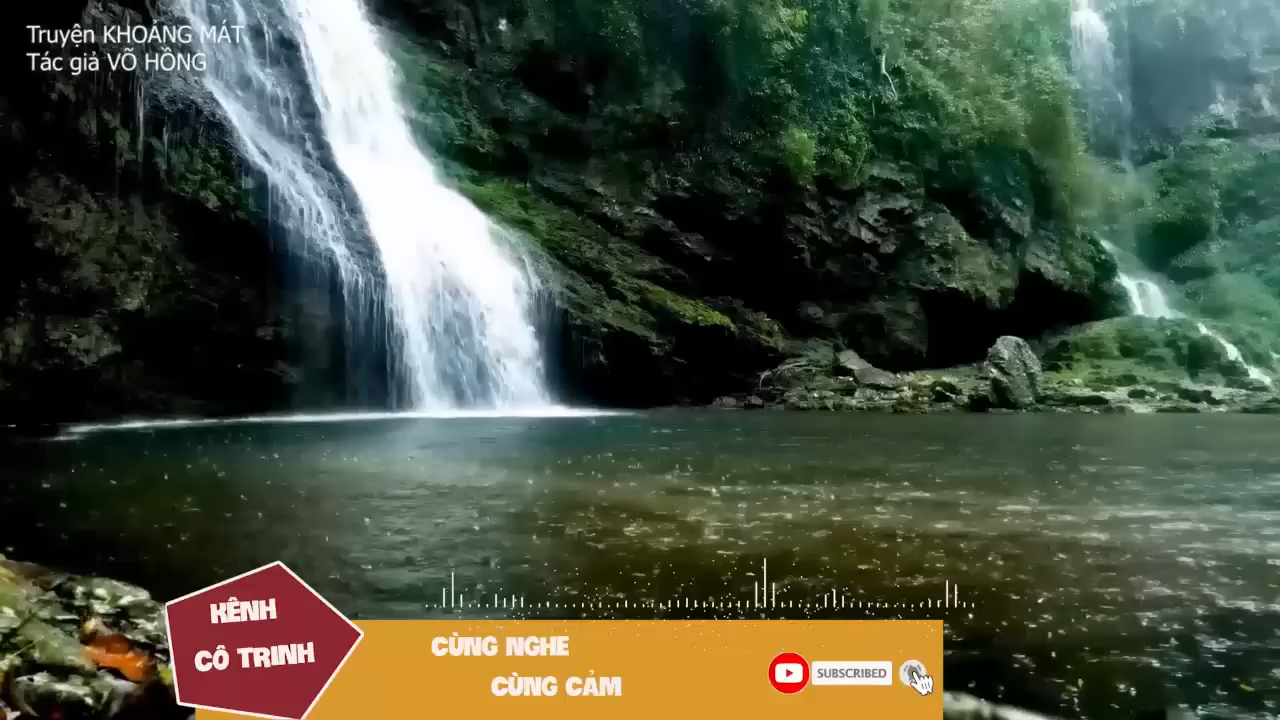 Truyện KHOẢNG MÁT
Tác giả VÕ HỒNG
KÊNH
CÔ TRINH
CÙNG NGHE
CÙNG CẢM
SUBSCRIBED